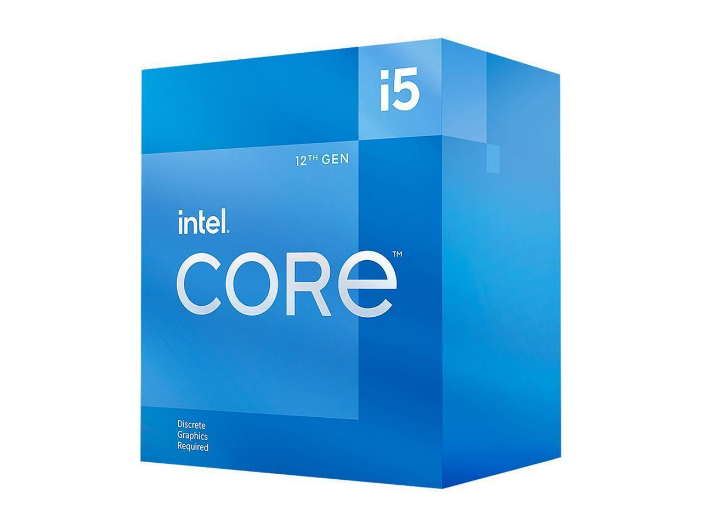 i5
12TH GEN
intel.
CORE™
Discrete
Graphics
Required